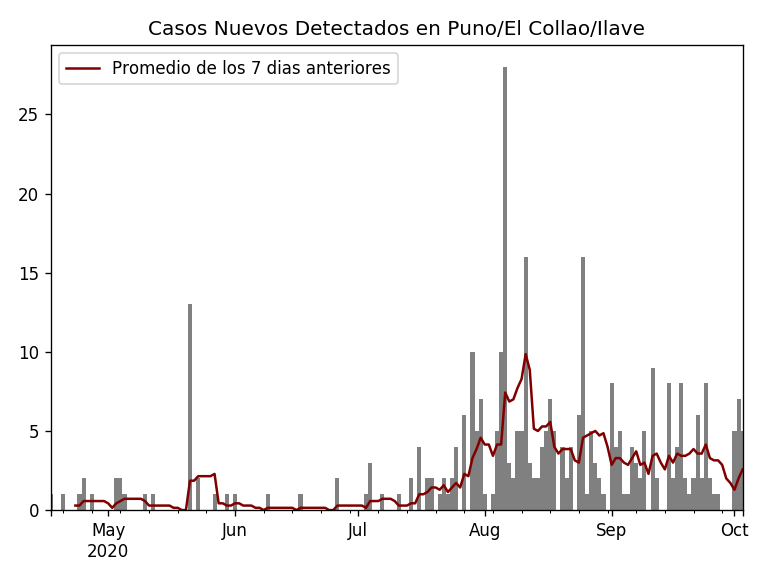 Casos Nuevos Detectados en Puno/El Collao/Ilave
Promedio de los 7 dias anteriores
25
20
15
10
5
0
May Jun Jul Aug Sep Oct
2020